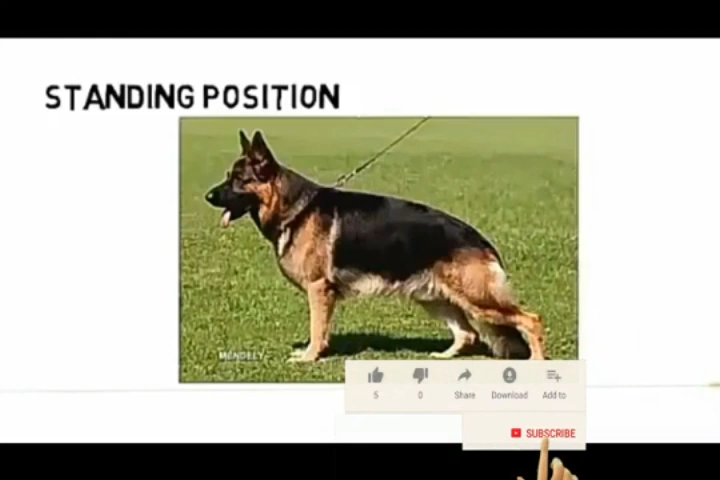 STANDING POSITION
MENDELY
5 0 Share Download Add to
SUBSCRIBE